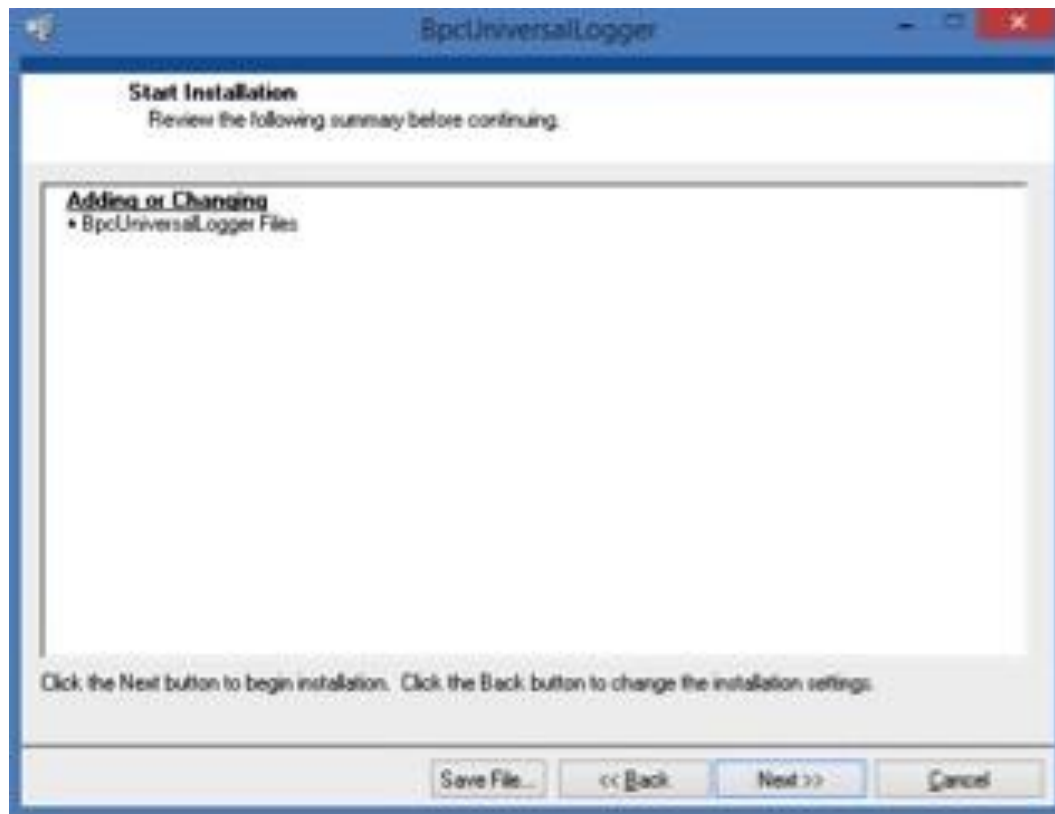 BpcUniversalLogger
Start Installation
Review the following summary before continuing.
Adding or Changing
• BpcUniversalLogger Files
Click the Next button to begin installation. Click the Back button to change the installation settings.
Save File...
<< Back
Next >>
Cancel